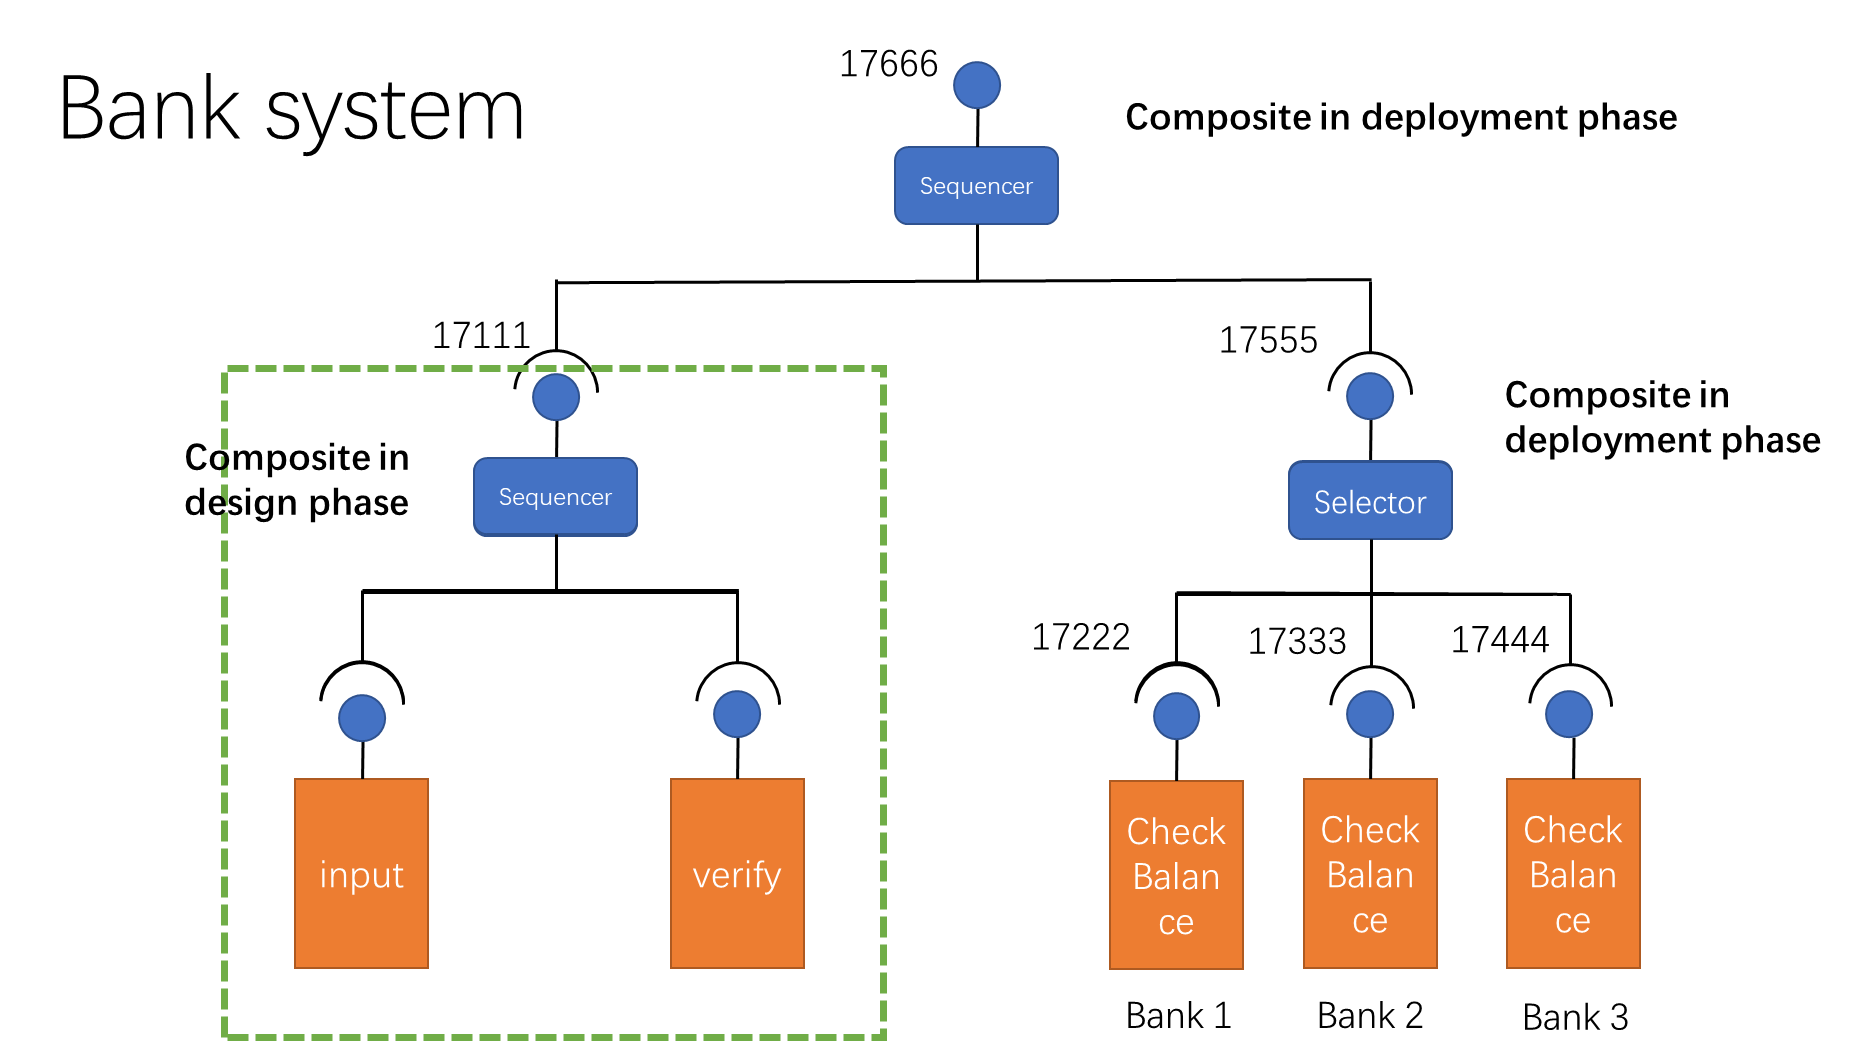 Bank system
17666
Composite in deployment phase
Sequencer
17111
17555
Composite in
design phase
Sequencer
Composite in
deployment phase
Selector
17222
17333
17444
input
verify
Check
Balan
ce
Check
Balan
ce
Check
Balan
ce
Bank 1
Bank 2
Bank 3